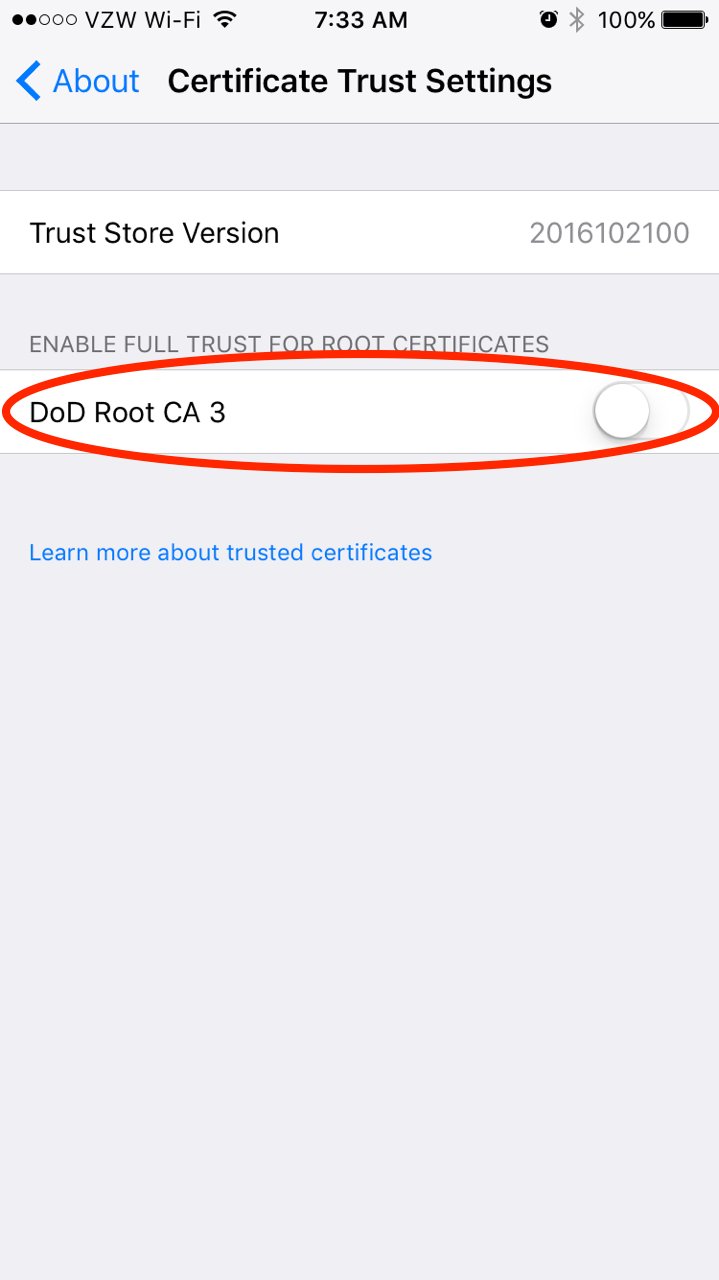 VZW Wi-Fi 7:33 AM 100%
About Certificate Trust Settings
Trust Store Version 2016102100
ENABLE FULL TRUST FOR ROOT CERTIFICATES
DoD Root CA 3
Learn more about trusted certificates